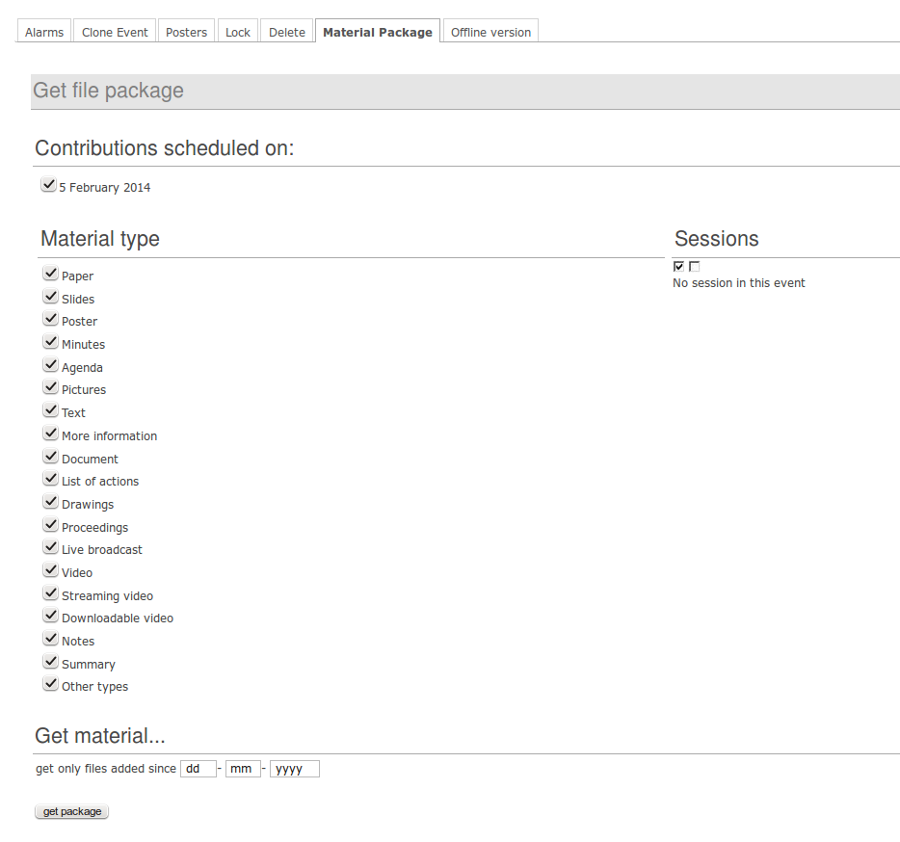 Alarms Clone Event Posters Lock Delete Material Package Offline version
Get file package
Contributions scheduled on:
5 February 2014
Material type
Paper
Slides
Poster
Minutes
Agenda
Pictures
Text
More information
Document
List of actions
Drawings
Proceedings
Live broadcast
Video
Streaming video
Downloadable video
Notes
Summary
Other types
Sessions
No session in this event
Get material...
get only files added since dd - mm - yyyy
get package